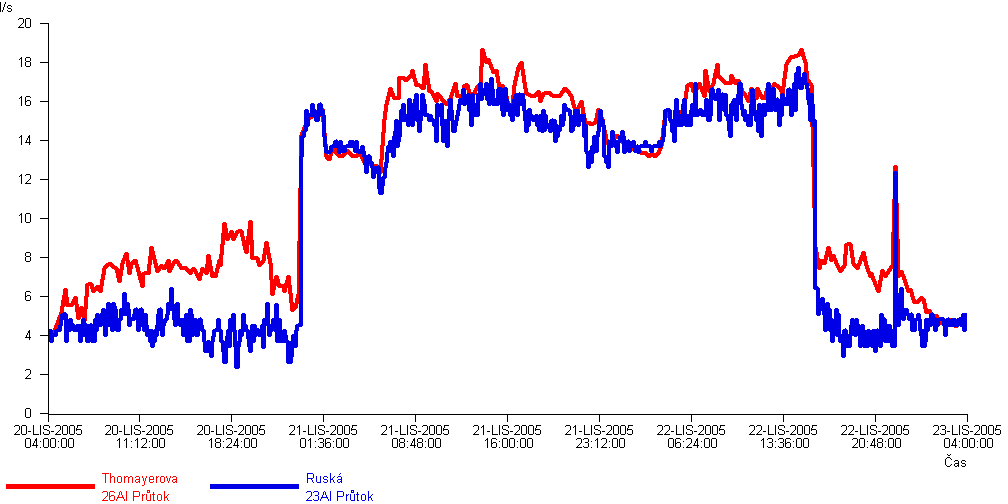 l/s
20
18
16
14
12
10
8
6
4
2
0
20-LIS-2005 20-LIS-2005 20-LIS-2005 21-LIS-2005 21-LIS-2005 21-LIS-2005 21-LIS-2005 22-LIS-2005 22-LIS-2005 22-LIS-2005 23-LIS-2005
04:00:00 11:12:00 18:24:00 01:36:00 08:48:00 16:00:00 23:12:00 06:24:00 13:36:00 20:48:00 04:00:00
Čas
Thomayerova Ruská
26AI Průtok 23AI Průtok